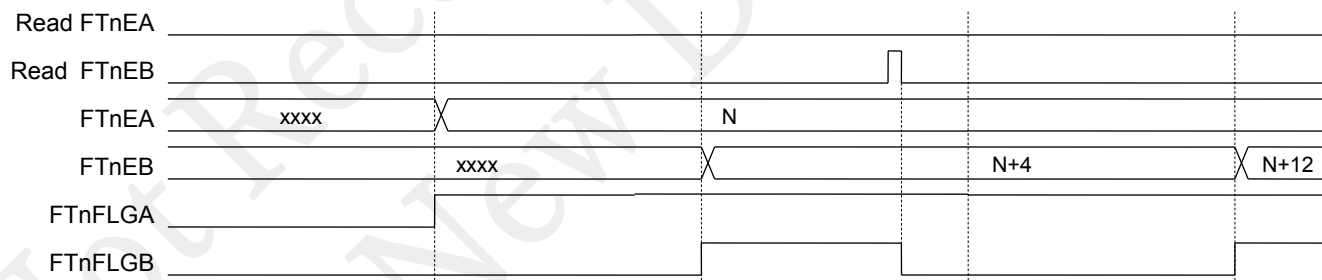 Read FTnEA
Read FTnEB
FTnEA xxxx N
FTnEB xxxx N+4 N+12
FTnFLGA
FTnFLGB